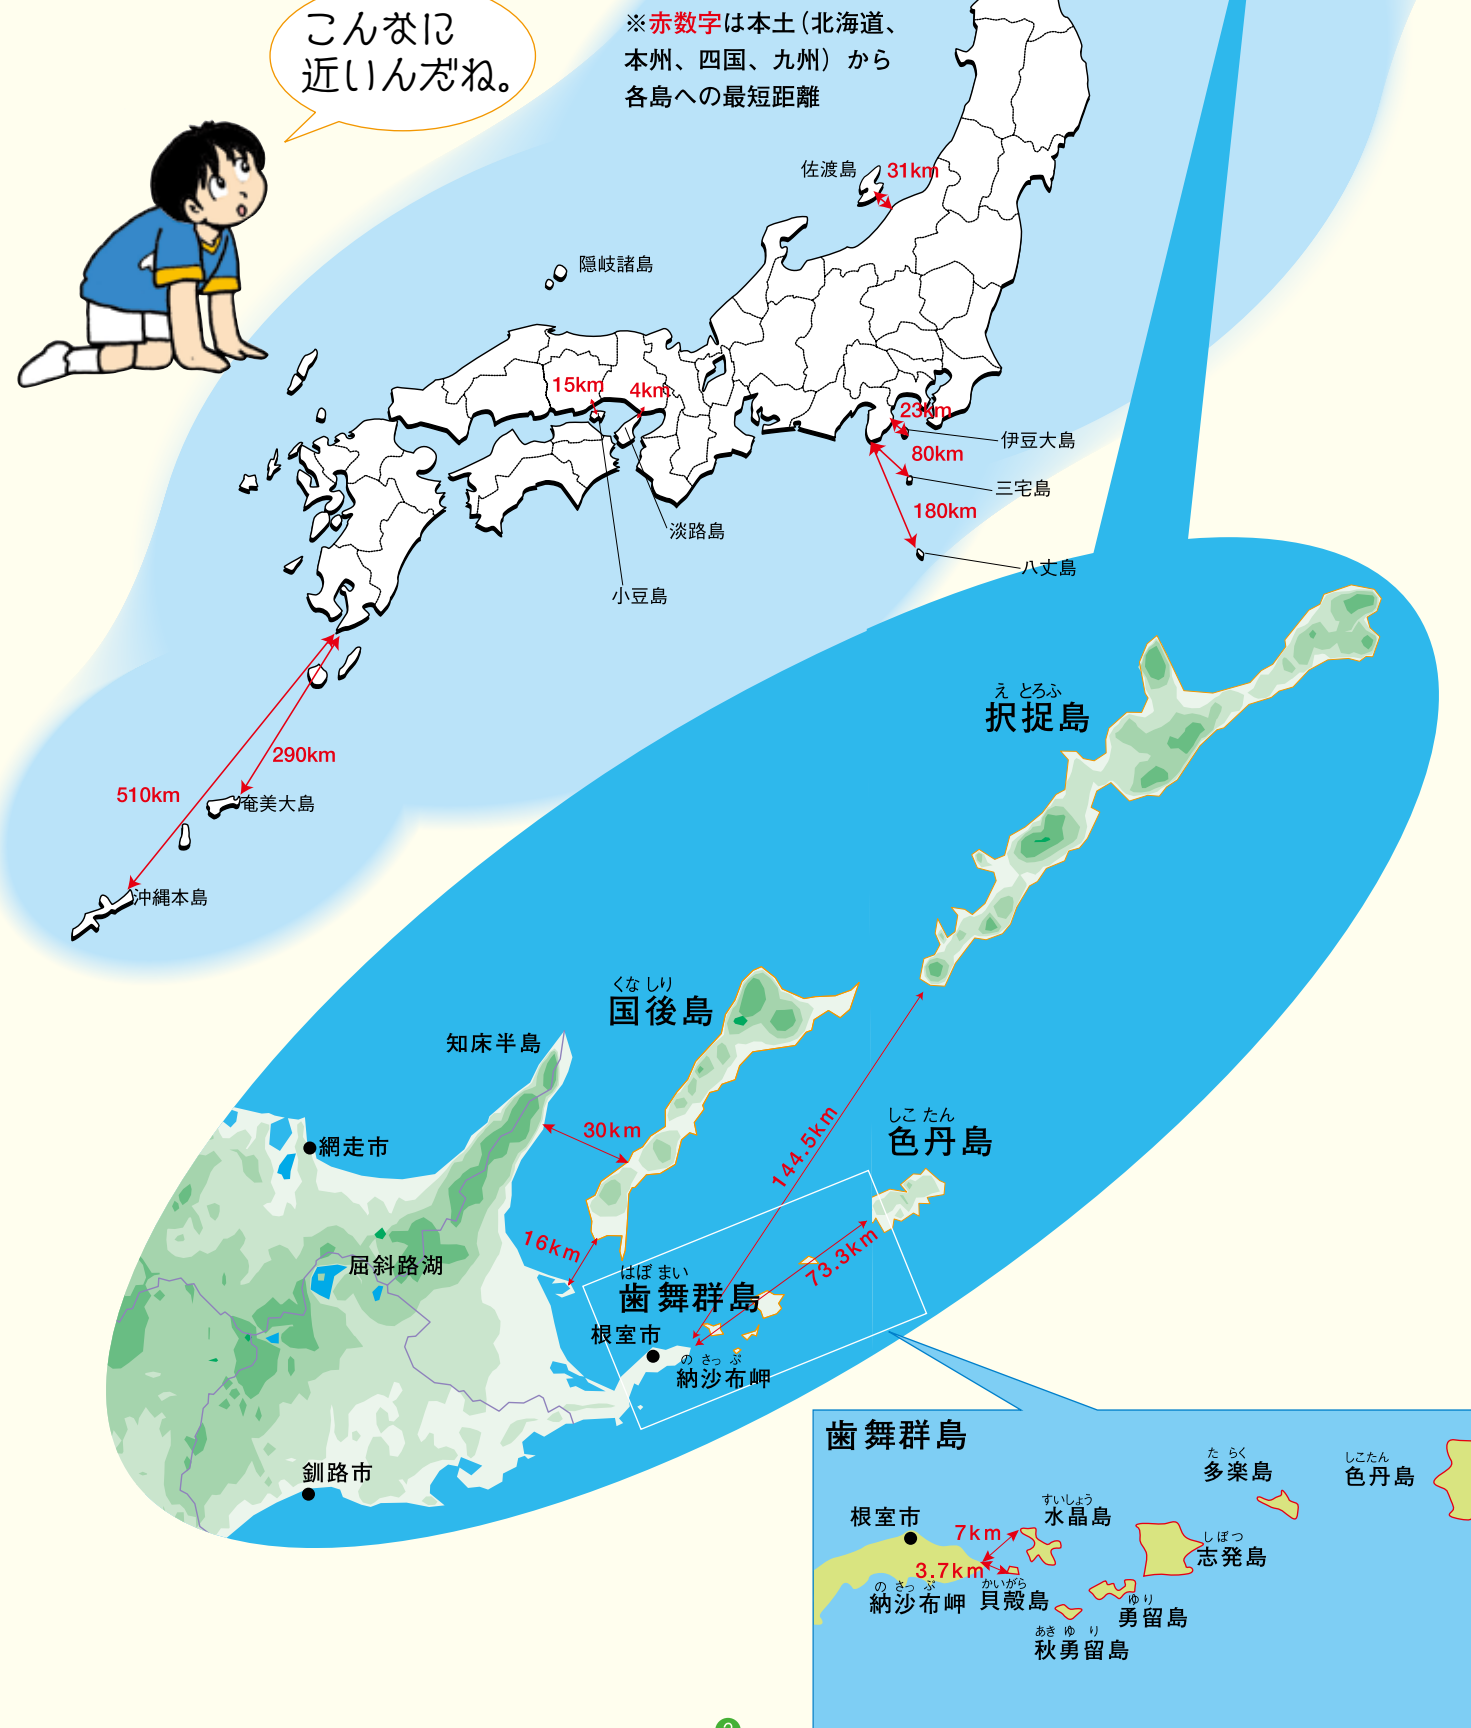 こんなに
近いんだね。
※赤数字は本土（北海道、
本州、四国、九州）から
各島への最短距離
佐渡島
31km
隠岐諸島
15km
4km
23km
伊豆大島
80km
三宅島
180km
八丈島
淡路島
小豆島
290km
510km
奄美大島
沖縄本島
え とろふ
択捉島
くな しり
国後島
知床半島
網走市
30km
144.5km
しこ たん
色丹島
16km
73.3km
屈斜路湖
はぼ まい
歯舞群島
根室市
の さっ ぷ
納沙布岬
釧路市
歯舞群島
た らく
多楽島
しこたん
色丹島
根室市
すいしょう
水晶島
7km
3.7km
しぼつ
志発島
の さっ ぷ
納沙布岬
かいがら
貝殻島
ゆり
勇留島
あき ゆ り
秋勇留島